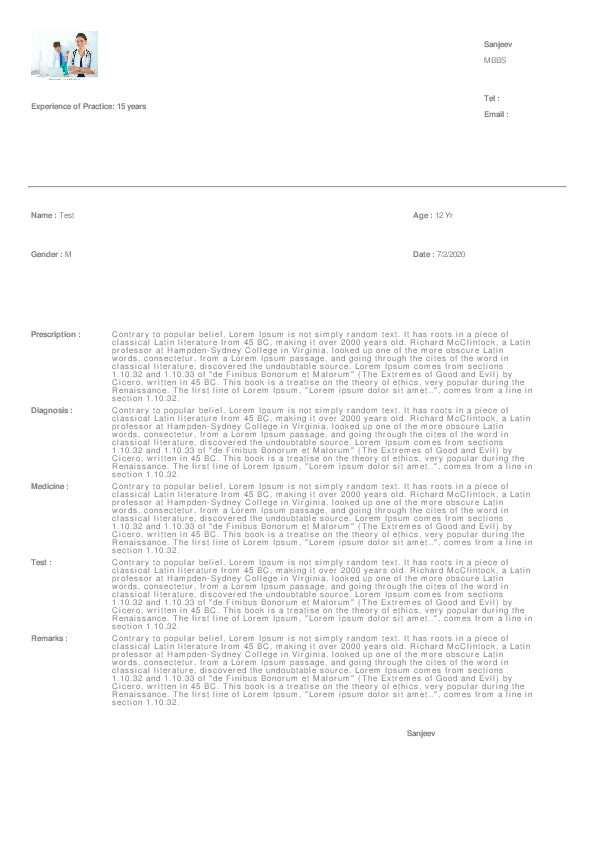 Sanjeev
MBBS
Tel :
Experience of Practice: 15 years
Email :
Name : Test
Age : 12 Yr
Gender : M
Date : 7/2/2020
Prescription :
Contrary to popular belief, Lorem Ipsum is not simply random text. It has roots in a piece of
classical Latin literature from 45 BC, making it over 2000 years old. Richard McClintock, a Latin
professor at Hampden-Sydney College in Virginia, looked up one of the more obscure Latin
words, consectetur, from a Lorem Ipsum passage, and going through the cites of the word in
classical literature, discovered the undoubtable source. Lorem Ipsum comes from sections
1.10.32 and 1.10.33 of "de Finibus Bonorum et Malorum" (The Extremes of Good and Evil) by
Cicero, written in 45 BC. This book is a treatise on the theory of ethics, very popular during the
Renaissance. The first line of Lorem Ipsum, "Lorem ipsum dolor sit amet..", comes from a line in
section 1.10.32.
Diagnosis :
Contrary to popular belief, Lorem Ipsum is not simply random text. It has roots in a piece of
classical Latin literature from 45 BC, making it over 2000 years old. Richard McClintock, a Latin
professor at Hampden-Sydney College in Virginia, looked up one of the more obscure Latin
words, consectetur, from a Lorem Ipsum passage, and going through the cites of the word in
classical literature, discovered the undoubtable source. Lorem Ipsum comes from sections
1.10.32 and 1.10.33 of "de Finibus Bonorum et Malorum" (The Extremes of Good and Evil) by
Cicero, written in 45 BC. This book is a treatise on the theory of ethics, very popular during the
Renaissance. The first line of Lorem Ipsum, "Lorem ipsum dolor sit amet..", comes from a line in
section 1.10.32.
Medicine :
Contrary to popular belief, Lorem Ipsum is not simply random text. It has roots in a piece of
classical Latin literature from 45 BC, making it over 2000 years old. Richard McClintock, a Latin
professor at Hampden-Sydney College in Virginia, looked up one of the more obscure Latin
words, consectetur, from a Lorem Ipsum passage, and going through the cites of the word in
classical literature, discovered the undoubtable source. Lorem Ipsum comes from sections
1.10.32 and 1.10.33 of "de Finibus Bonorum et Malorum" (The Extremes of Good and Evil) by
Cicero, written in 45 BC. This book is a treatise on the theory of ethics, very popular during the
Renaissance. The first line of Lorem Ipsum, "Lorem ipsum dolor sit amet..", comes from a line in
section 1.10.32.
Test :
Contrary to popular belief, Lorem Ipsum is not simply random text. It has roots in a piece of
classical Latin literature from 45 BC, making it over 2000 years old. Richard McClintock, a Latin
professor at Hampden-Sydney College in Virginia, looked up one of the more obscure Latin
words, consectetur, from a Lorem Ipsum passage, and going through the cites of the word in
classical literature, discovered the undoubtable source. Lorem Ipsum comes from sections
1.10.32 and 1.10.33 of "de Finibus Bonorum et Malorum" (The Extremes of Good and Evil) by
Cicero, written in 45 BC. This book is a treatise on the theory of ethics, very popular during the
Renaissance. The first line of Lorem Ipsum, "Lorem ipsum dolor sit amet..", comes from a line in
section 1.10.32.
Remarks :
Contrary to popular belief, Lorem Ipsum is not simply random text. It has roots in a piece of
classical Latin literature from 45 BC, making it over 2000 years old. Richard McClintock, a Latin
professor at Hampden-Sydney College in Virginia, looked up one of the more obscure Latin
words, consectetur, from a Lorem Ipsum passage, and going through the cites of the word in
classical literature, discovered the undoubtable source. Lorem Ipsum comes from sections
1.10.32 and 1.10.33 of "de Finibus Bonorum et Malorum" (The Extremes of Good and Evil) by
Cicero, written in 45 BC. This book is a treatise on the theory of ethics, very popular during the
Renaissance. The first line of Lorem Ipsum, "Lorem ipsum dolor sit amet..", comes from a line in
section 1.10.32.
Sanjeev